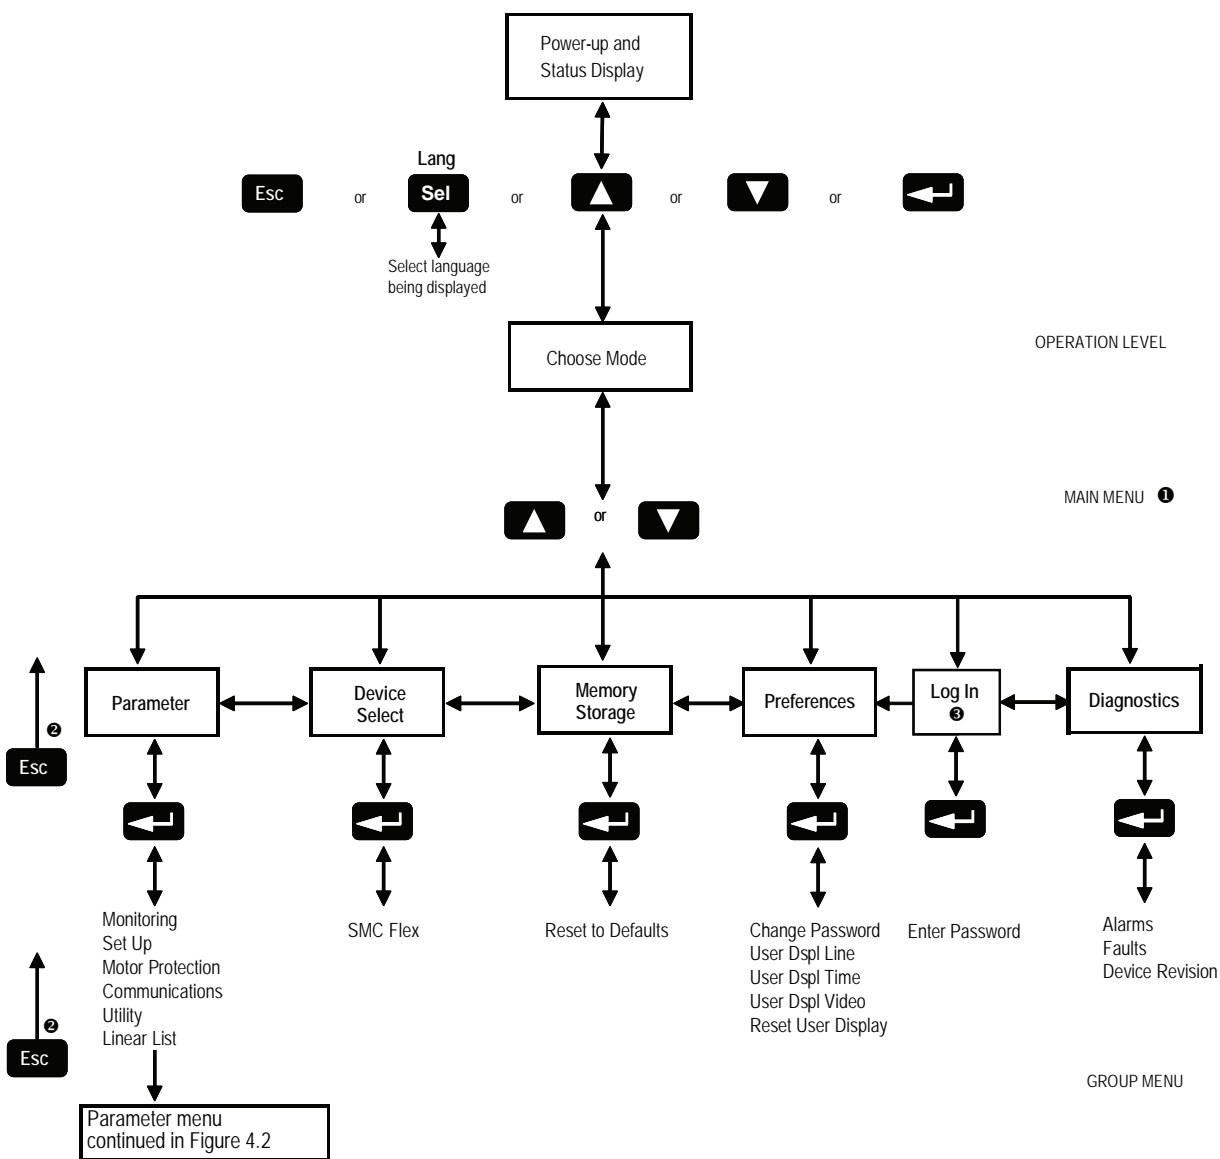 Power-up and
Status Display
Lang
Esc or Sel or or or
Select language
being displayed
OPERATION LEVEL
Choose Mode
MAIN MENU ❶
or
Parameter
Device
Select
Memory
Storage
Preferences
Log In
❸
Diagnostics
❷
Esc
Monitoring
Set Up
Motor Protection
Communications
Utility
Linear List
SMC Flex
Reset to Defaults
Change Password
User Dspl Line
User Dspl Time
User Dspl Video
Reset User Display
Enter Password
Alarms
Faults
Device Revision
❷
Esc
GROUP MENU
Parameter menu
continued in Figure 4.2